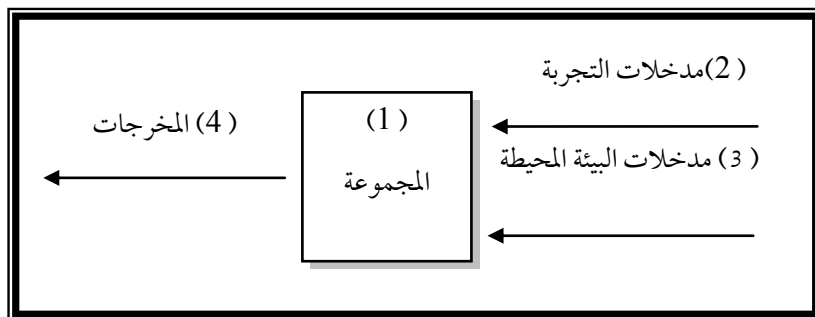 (2) مدخلات التجربة
(1)
(4) المخرجات
(3) مدخلات البيئة المحيطة
المجموعة